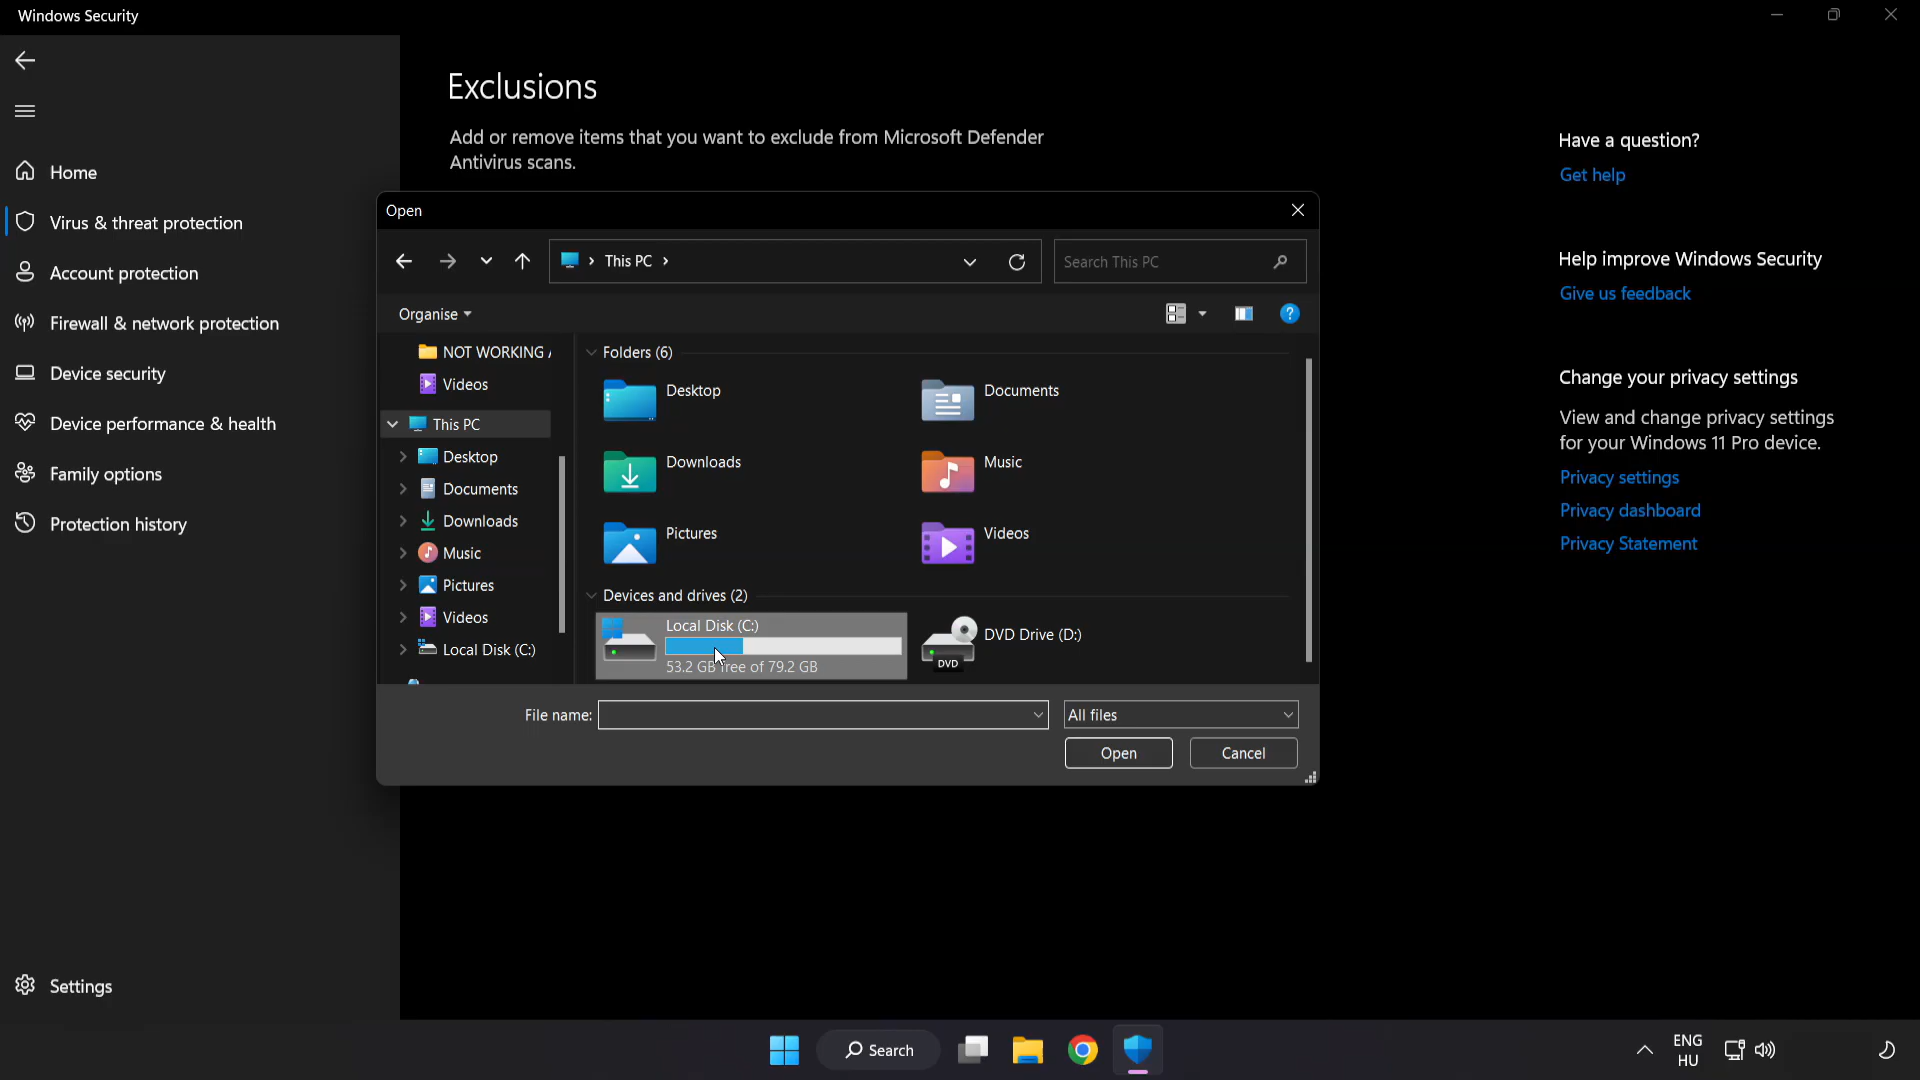 Windows Security
Home
Virus & threat protection
Account protection
Firewall & network protection
Device security
Device performance & health
Family options
Protection history
Settings
Exclusions
Add or remove items that you want to exclude from Microsoft Defender
Antivirus scans.
Have a question?
Get help
Help improve Windows Security
Give us feedback
Change your privacy settings
View and change privacy settings
for your Windows 11 Pro device.
Privacy settings
Privacy dashboard
Privacy Statement
Open
This PC
Search This PC
Organise
NOT WORKING
Videos
This PC
Desktop
Documents
Downloads
Music
Pictures
Videos
Local Disk (C:)
Folders (6)
Desktop
Documents
Downloads
Music
Pictures
Videos
Devices and drives (2)
Local Disk (C:)
53.2 GB free of 79.2 GB
DVD Drive (D:)
DVD
File name:
All files
Open
Cancel
Search
ENG
HU